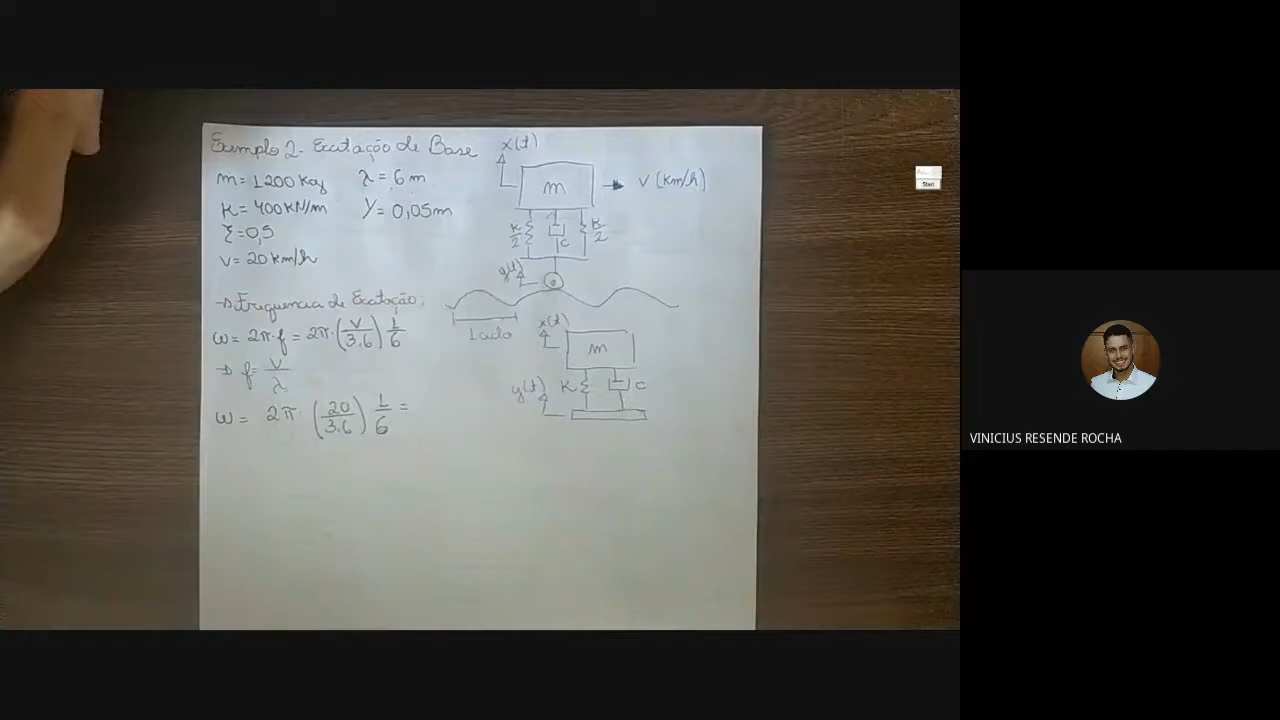 Exemplo 2 - Excitação de Base
m = 1200 Kg λ = 6 m
K = 400 KN/m Y = 0,05 m
ξ = 0,5
v = 20 km/h
→ Frequencia de Excitação:
ω = 2π·f = 2π·(V/3.6) 1/6
→ f = V/λ
ω = 2π · (20/3.6) 1/6 =
x(t)
m → V (km/h)
K/2 c K/2
y(t)
1 ciclo
x(t)
m
y(t) K c
Start
VINICIUS RESENDE ROCHA